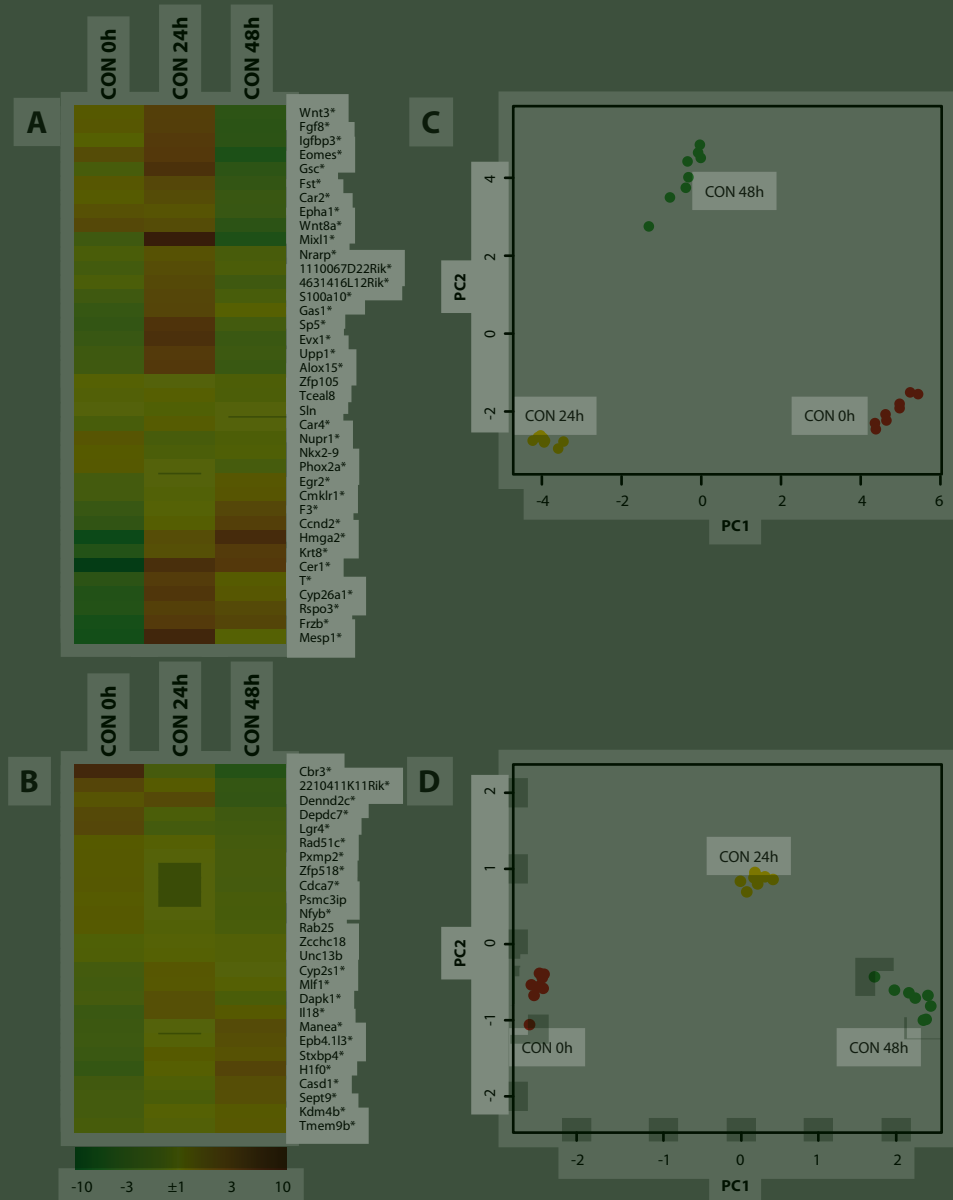 CON 0h
CON 24h
CON 48h
A
Wnt3*
Fgf8*
Igfbp3*
Eomes*
Gsc*
Fst*
Car2*
Epha1*
Wnt8a*
Mixl1*
Nrarp*
1110067D22Rik*
4631416L12Rik*
S100a10*
Gas1*
Sp5*
Evx1*
Upp1*
Alox15*
Zfp105
Tceal8
Sln
Car4*
Nupr1*
Nkx2-9
Phox2a*
Egr2*
Cmklr1*
F3*
Ccnd2*
Hmga2*
Krt8*
Cer1*
T*
Cyp26a1*
Rspo3*
Frzb*
Mesp1*
C
PC2
4
2
0
-2
CON 48h
CON 24h
CON 0h
-4 -2 0 2 4 6
PC1
CON 0h
CON 24h
CON 48h
B
Cbr3*
2210411K11Rik*
Dennd2c*
Depdc7*
Lgr4*
Rad51c*
Pxmp2*
Zfp518*
Cdca7*
Psmc3ip
Nfyb*
Rab25
Zcchc18
Unc13b
Cyp2s1*
Mlf1*
Dapk1*
Il18*
Manea*
Epb4.1l3*
Stxbp4*
H1f0*
Casd1*
Sept9*
Kdm4b*
Tmem9b*
-10 -3 ±1 3 10
D
PC2
2
1
0
-1
-2
CON 24h
CON 0h
CON 48h
-2 -1 0 1 2
PC1